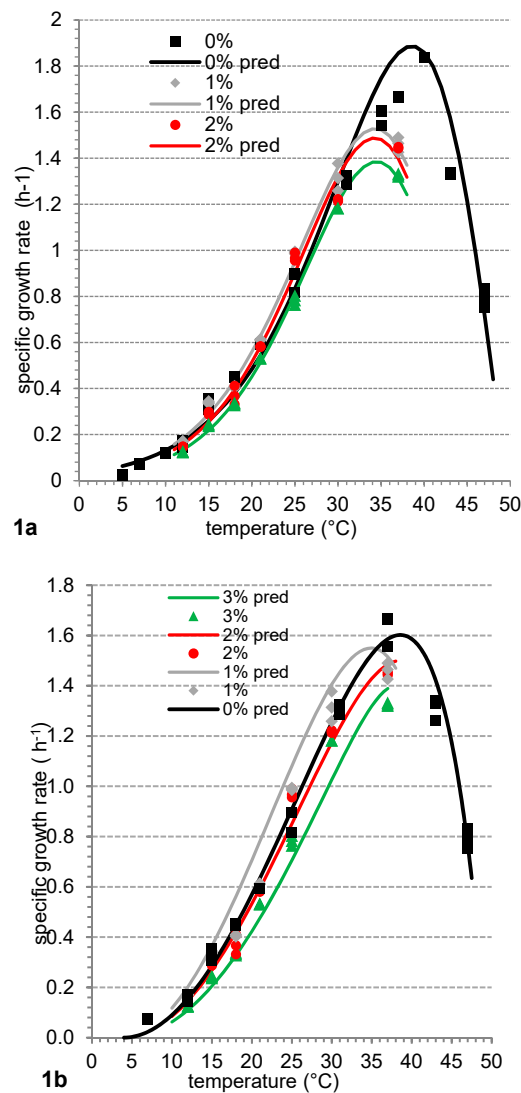 2
1.8
1.6
1.4
1.2
1
0.8
0.6
0.4
0.2
0
specific growth rate (h-1)
0%
0% pred
1%
1% pred
2%
2% pred
0 5 10 15 20 25 30 35 40 45 50
temperature (°C)
1a
1.8
1.6
1.4
1.2
1.0
0.8
0.6
0.4
0.2
0.0
specific growth rate ( h-1)
3% pred
3%
2% pred
2%
1% pred
1%
0% pred
0 5 10 15 20 25 30 35 40 45 50
temperature (°C)
1b